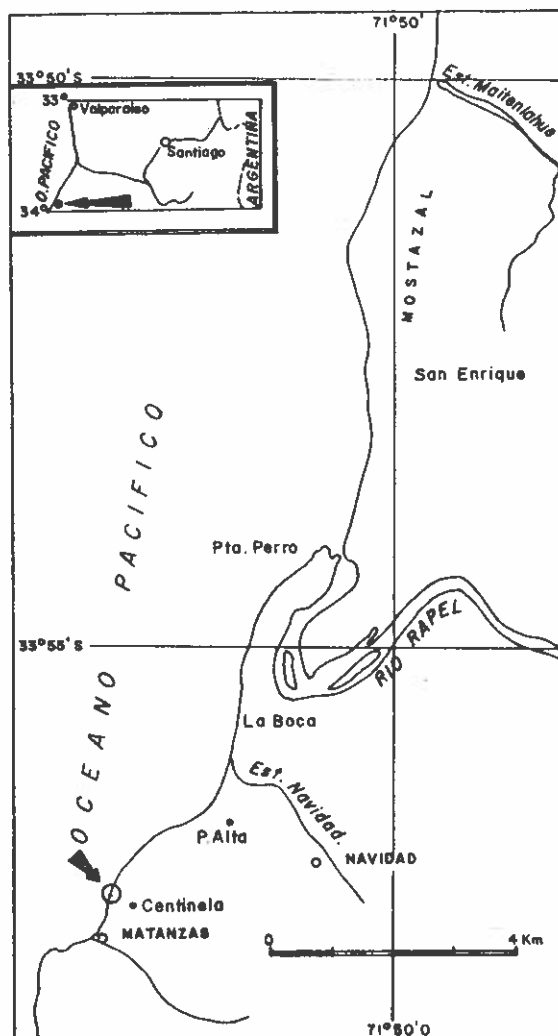 71°50'
33°50'S
Est. Maitenlahue
33°
Valparaiso
Santiago
O. PACIFICO
ARGENTINA
34°
MOSTAZAL
San Enrique
OCEANO PACIFICO
Pta. Perro
33°55'S
RIO RAPEL
La Boca
Est. Navidad.
P. Alta
NAVIDAD
Centinela
MATANZAS
0 4 Km
71°50'O